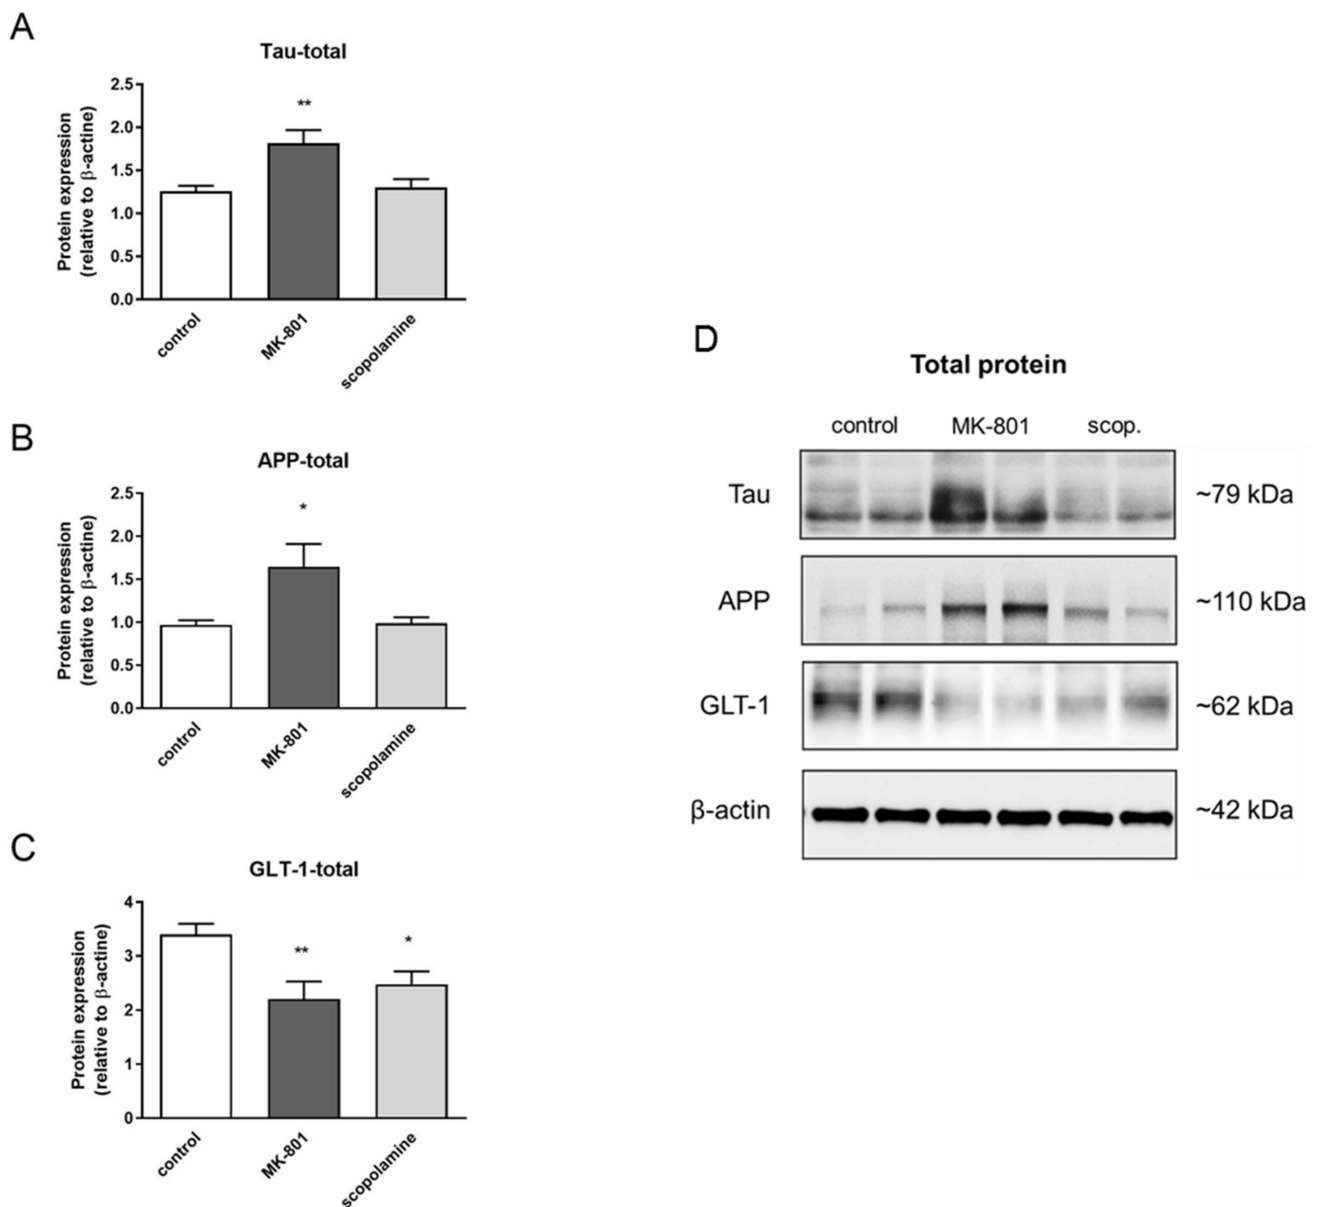 A
Tau-total
Protein expression
(relative to β-actine)
2.5
2.0
1.5
1.0
0.5
0.0
**
control
MK-801
scopolamine
B
APP-total
Protein expression
(relative to β-actine)
2.5
2.0
1.5
1.0
0.5
0.0
*
control
MK-801
scopolamine
C
GLT-1-total
Protein expression
(relative to β-actine)
4
3
2
1
0
**
*
control
MK-801
scopolamine
D
Total protein
control MK-801 scop.
Tau ~79 kDa
APP ~110 kDa
GLT-1 ~62 kDa
β-actin ~42 kDa